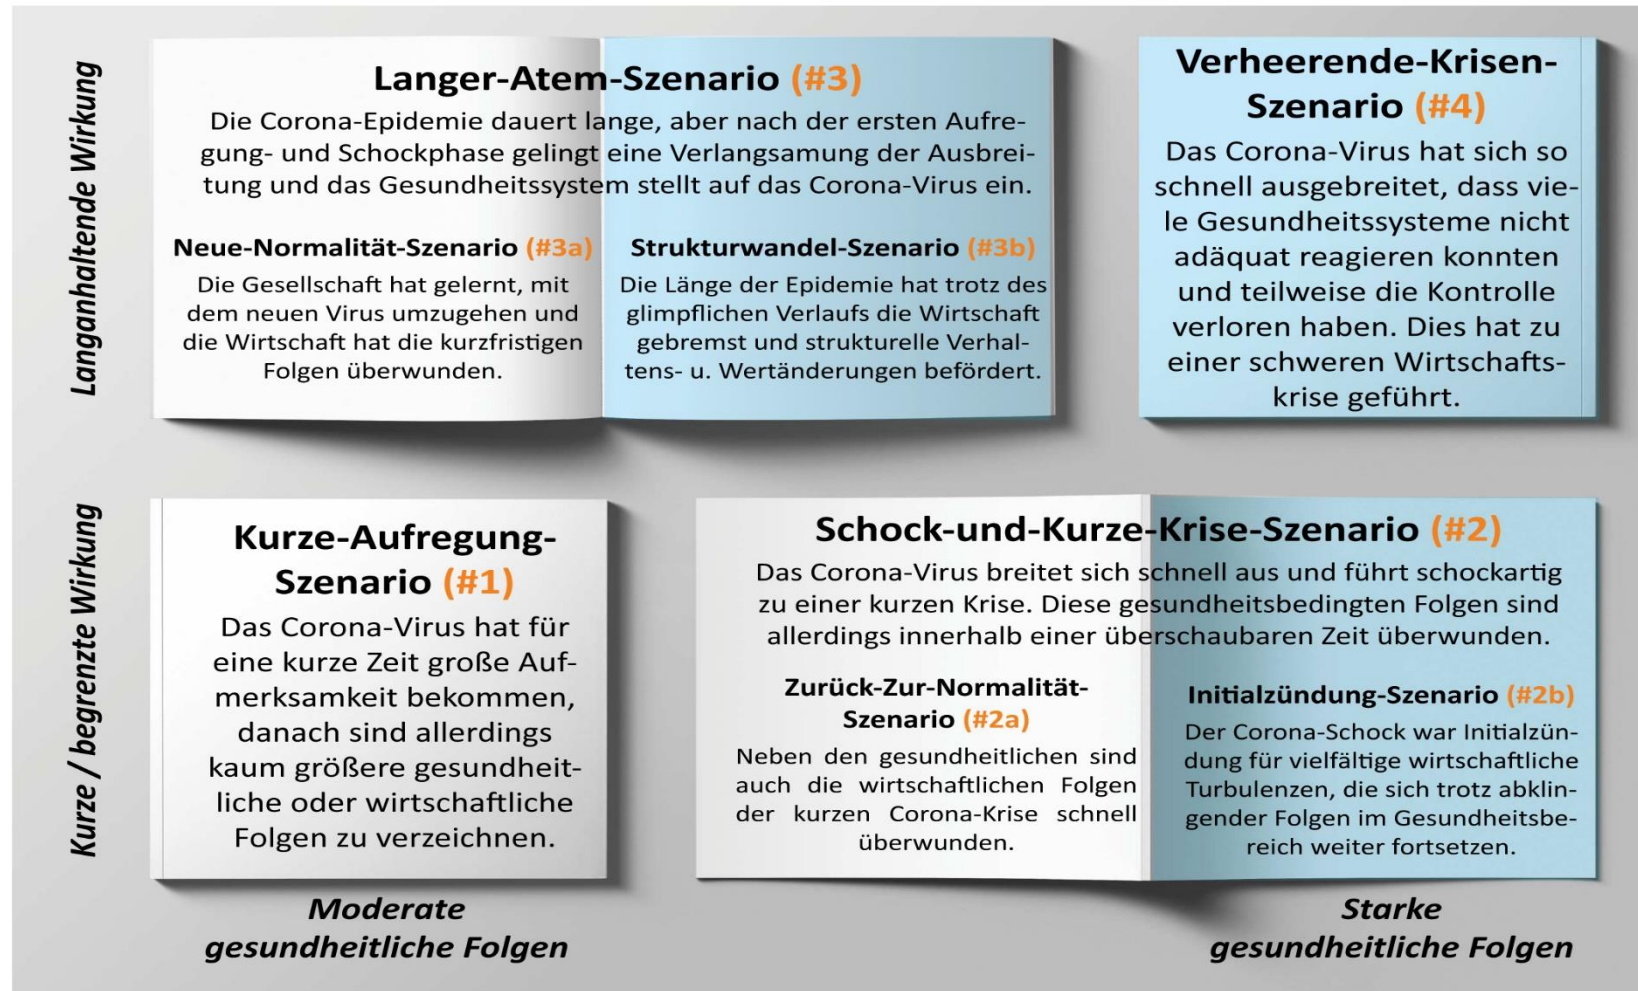 Langanhaltende Wirkung
Langer-Atem-Szenario (#3)
Die Corona-Epidemie dauert lange, aber nach der ersten Aufre-
gung- und Schockphase gelingt eine Verlangsamung der Ausbrei-
tung und das Gesundheitssystem stellt auf das Corona-Virus ein.
Neue-Normalität-Szenario (#3a)
Die Gesellschaft hat gelernt, mit
dem neuen Virus umzugehen und
die Wirtschaft hat die kurzfristigen
Folgen überwunden.
Strukturwandel-Szenario (#3b)
Die Länge der Epidemie hat trotz des
glimpflichen Verlaufs die Wirtschaft
gebremst und strukturelle Verhal-
tens- u. Wertänderungen befördert.
Verheerende-Krisen-
Szenario (#4)
Das Corona-Virus hat sich so
schnell ausgebreitet, dass vie-
le Gesundheitssysteme nicht
adäquat reagieren konnten
und teilweise die Kontrolle
verloren haben. Dies hat zu
einer schweren Wirtschafts-
krise geführt.
Kurze / begrenzte Wirkung
Kurze-Aufregung-
Szenario (#1)
Das Corona-Virus hat für
eine kurze Zeit große Auf-
merksamkeit bekommen,
danach sind allerdings
kaum größere gesundheit-
liche oder wirtschaftliche
Folgen zu verzeichnen.
Schock-und-Kurze-Krise-Szenario (#2)
Das Corona-Virus breitet sich schnell aus und führt schockartig
zu einer kurzen Krise. Diese gesundheitsbedingten Folgen sind
allerdings innerhalb einer überschaubaren Zeit überwunden.
Zurück-Zur-Normalität-
Szenario (#2a)
Neben den gesundheitlichen sind
auch die wirtschaftlichen Folgen
der kurzen Corona-Krise schnell
überwunden.
Initialzündung-Szenario (#2b)
Der Corona-Schock war Initialzün-
dung für vielfältige wirtschaftliche
Turbulenzen, die sich trotz abklin-
gender Folgen im Gesundheitsbe-
reich weiter fortsetzen.
Moderate
gesundheitliche Folgen
Starke
gesundheitliche Folgen